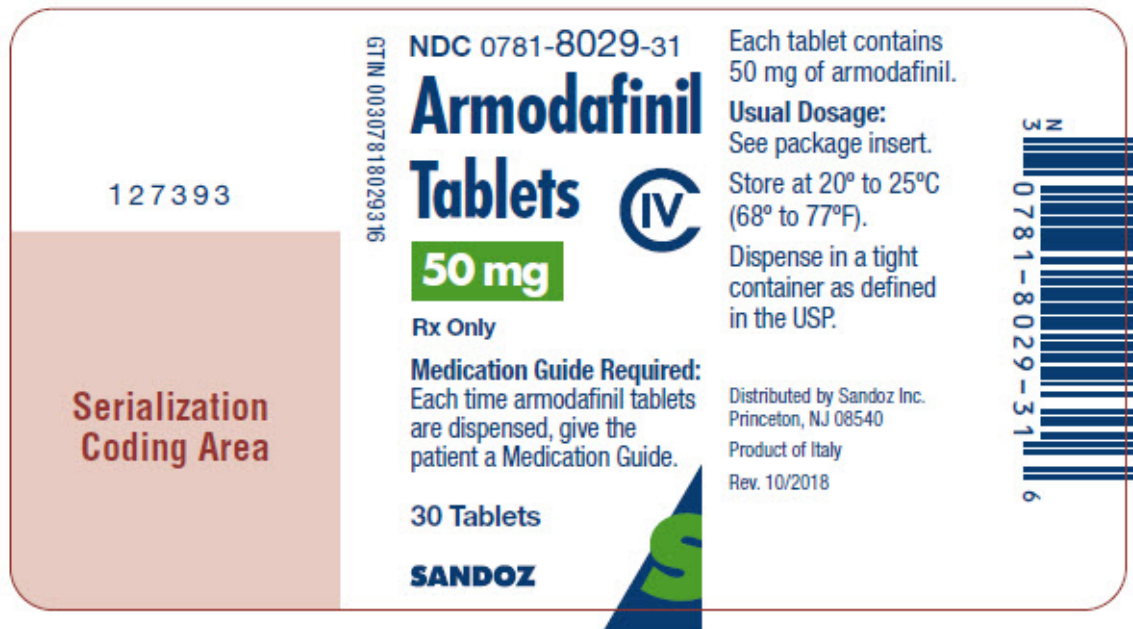 127393
Serialization
Coding Area
GTIN 00307818029316
NDC 0781-8029-31
Armodafinil
Tablets
CIV
50 mg
Rx Only
Medication Guide Required:
Each time armodafinil tablets
are dispensed, give the
patient a Medication Guide.
30 Tablets
SANDOZ
S
Each tablet contains
50 mg of armodafinil.
Usual Dosage:
See package insert.
Store at 20º to 25ºC
(68º to 77ºF).
Dispense in a tight
container as defined
in the USP.
Distributed by Sandoz Inc.
Princeton, NJ 08540
Product of Italy
Rev. 10/2018
N
3 0781-8029-31 6